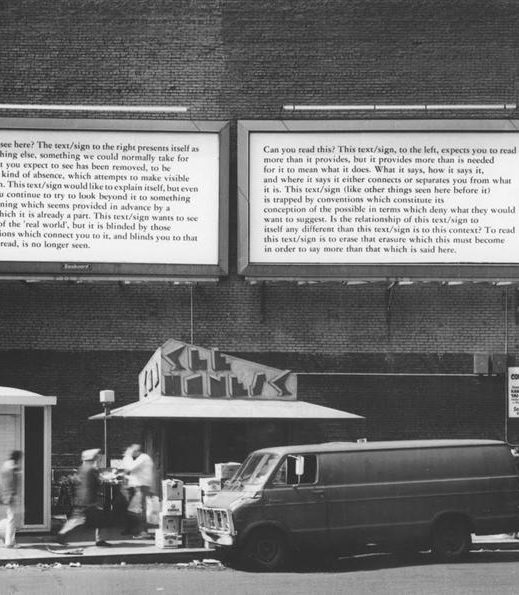 see here? The text/sign to the right presents itself as
hing else, something we could normally take for
t you expect to see has been removed, to be
kind of absence, which attempts to make visible
n. This text/sign would like to explain itself, but even
u continue to try to look beyond it to something
ning which seems provided in advance by a
hich it is already a part. This text/sign wants to see
of the 'real world', but it is blinded by those
ions which connect you to it, and blinds you to that
read, is no longer seen.
Can you read this? This text/sign, to the left, expects you to read
more than it provides, but it provides more than is needed
for it to mean what it does. What it says, how it says it,
and where it says it either connects or separates you from what
it is. This text/sign (like other things seen here before it)
is trapped by conventions which constitute its
conception of the possible in terms which deny what they would
want to suggest. Is the relationship of this text/sign to
itself any different than this text/sign is to this context? To read
this text/sign is to erase that erasure which this must become
in order to say more than that which is said here.